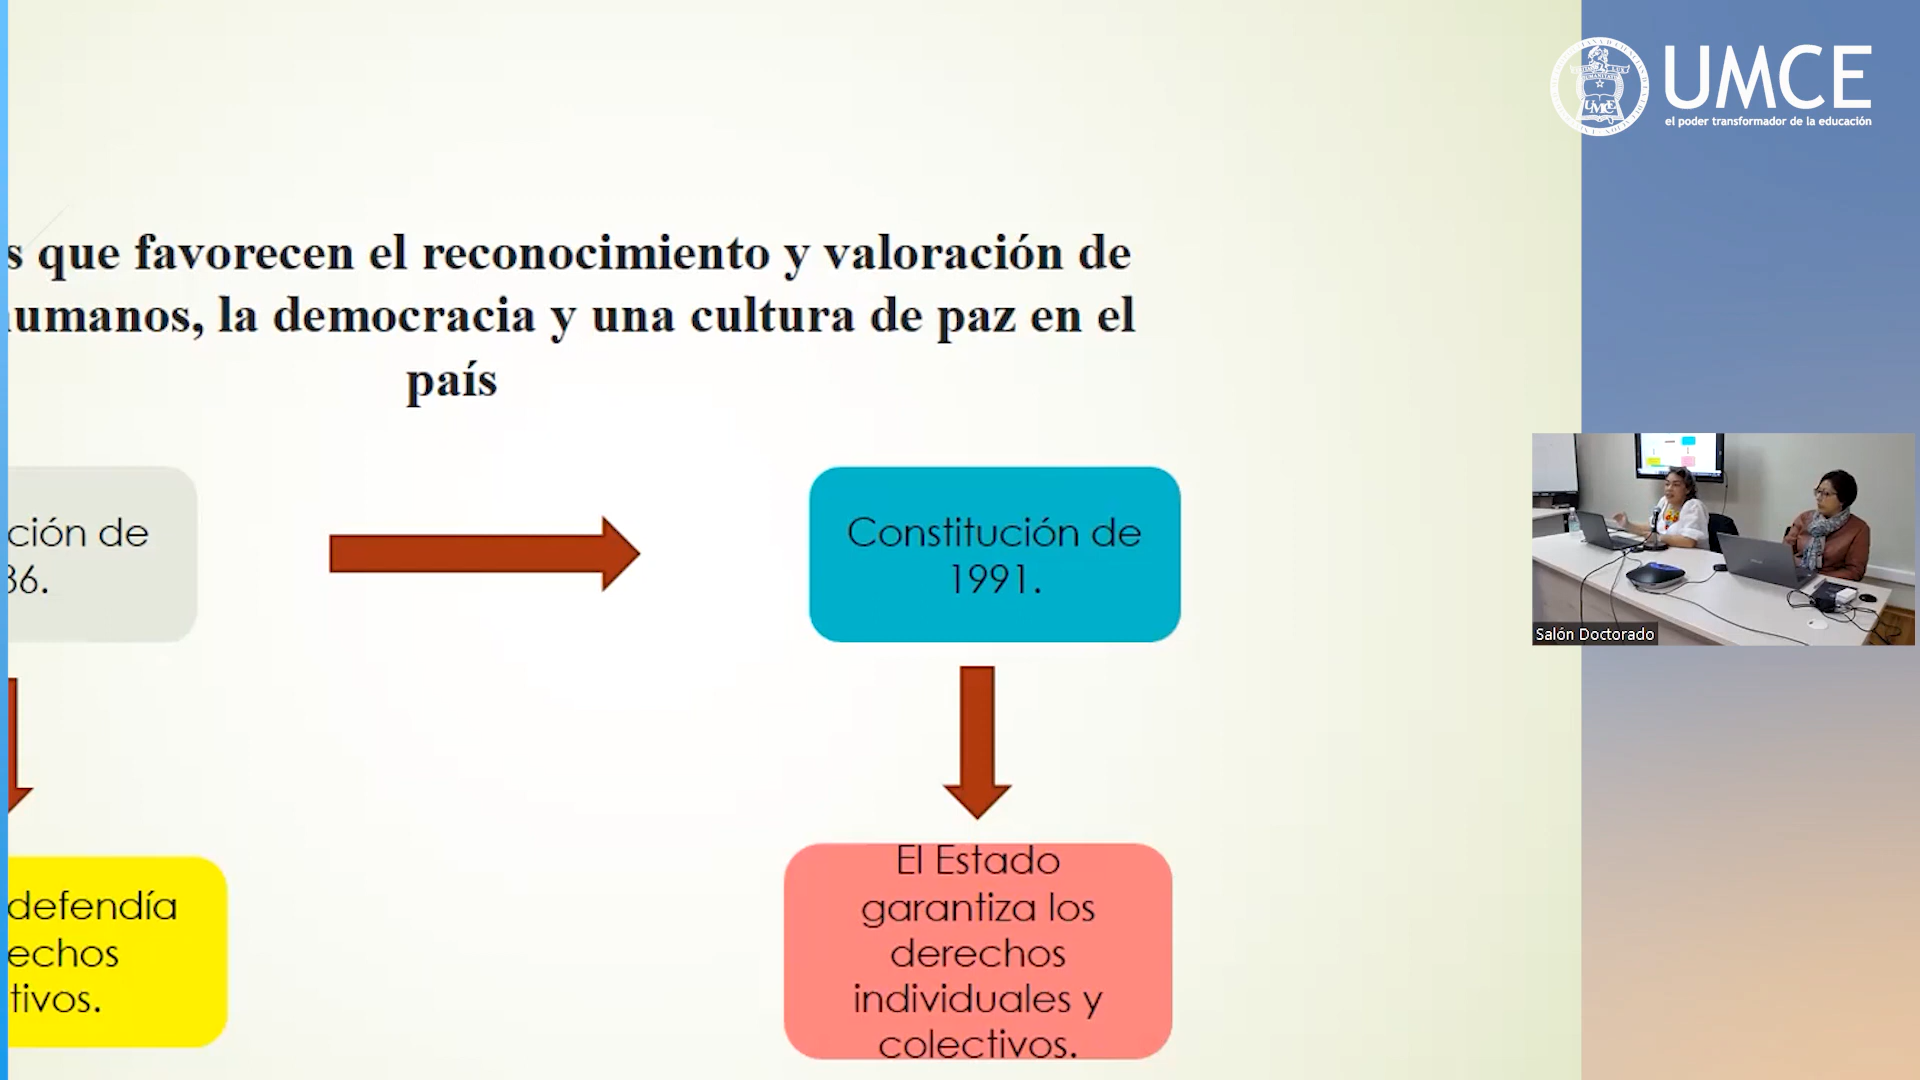 UMCE
el poder transformador de la educación
s que favorecen el reconocimiento y valoración de
umanos, la democracia y una cultura de paz en el
país
ción de
36.
Constitución de
1991.
defendía
echos
tivos.
El Estado
garantiza los
derechos
individuales y
colectivos.
Salón Doctorado